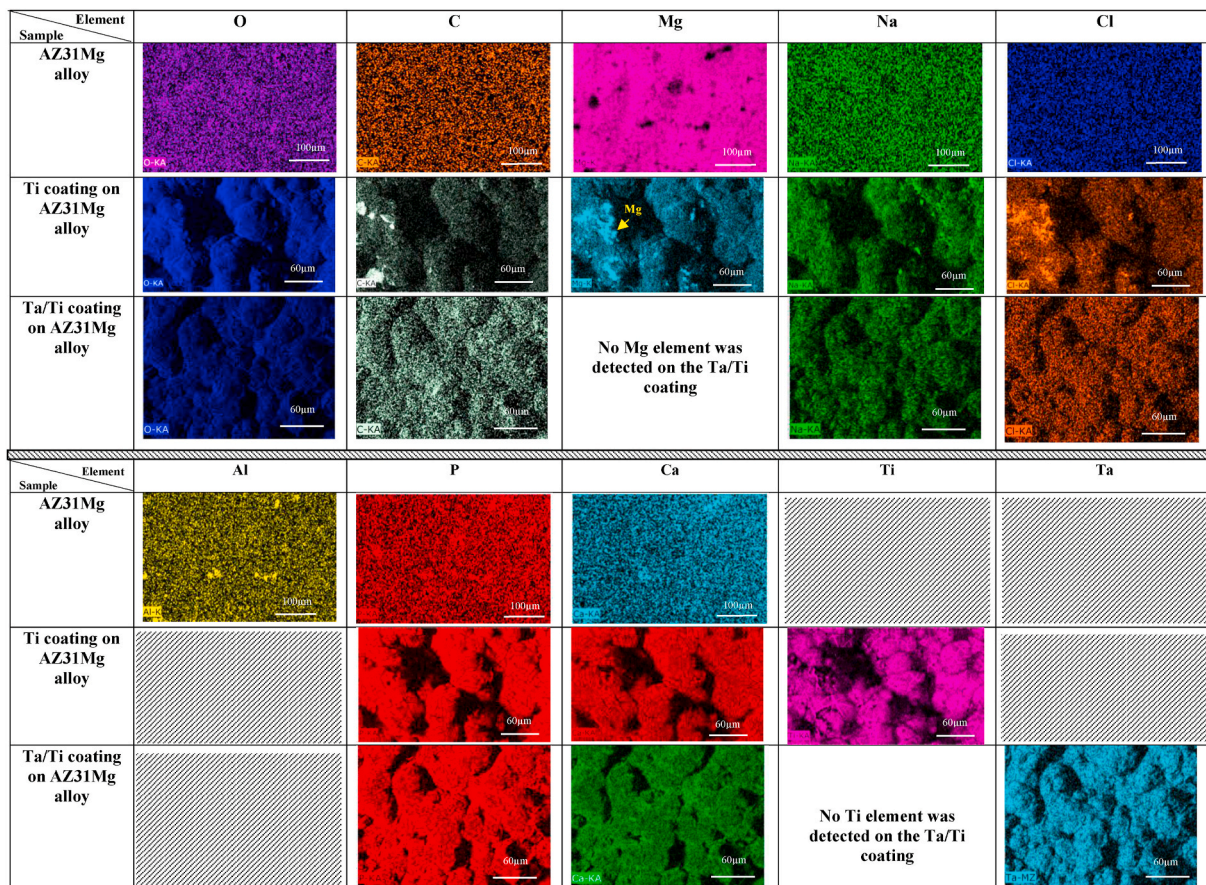 Element
Sample
O
C
Mg
Na
Cl
AZ31Mg
alloy
100µm
O-KA
100µm
C-KA
100µm
100µm
Na-KA
100µm
Cl-KA
Ti coating on
AZ31Mg
alloy
60µm
O-KA
60µm
C-KA
Mg
60µm
Mg-K
60µm
Na-KA
60µm
Cl-KA
Ta/Ti coating
on AZ31Mg
alloy
60µm
O-KA
60µm
C-KA
No Mg element was
detected on the Ta/Ti
coating
60µm
Na-KA
60µm
Cl-KA
Element
Sample
Al
P
Ca
Ti
Ta
AZ31Mg
alloy
100µm
Al-K
100µm
100µm
Ti coating on
AZ31Mg
alloy
60µm
60µm
60µm
Ta/Ti coating
on AZ31Mg
alloy
60µm
60µm
Ca-KA
No Ti element was
detected on the Ta/Ti
coating
60µm
Ta-MZ